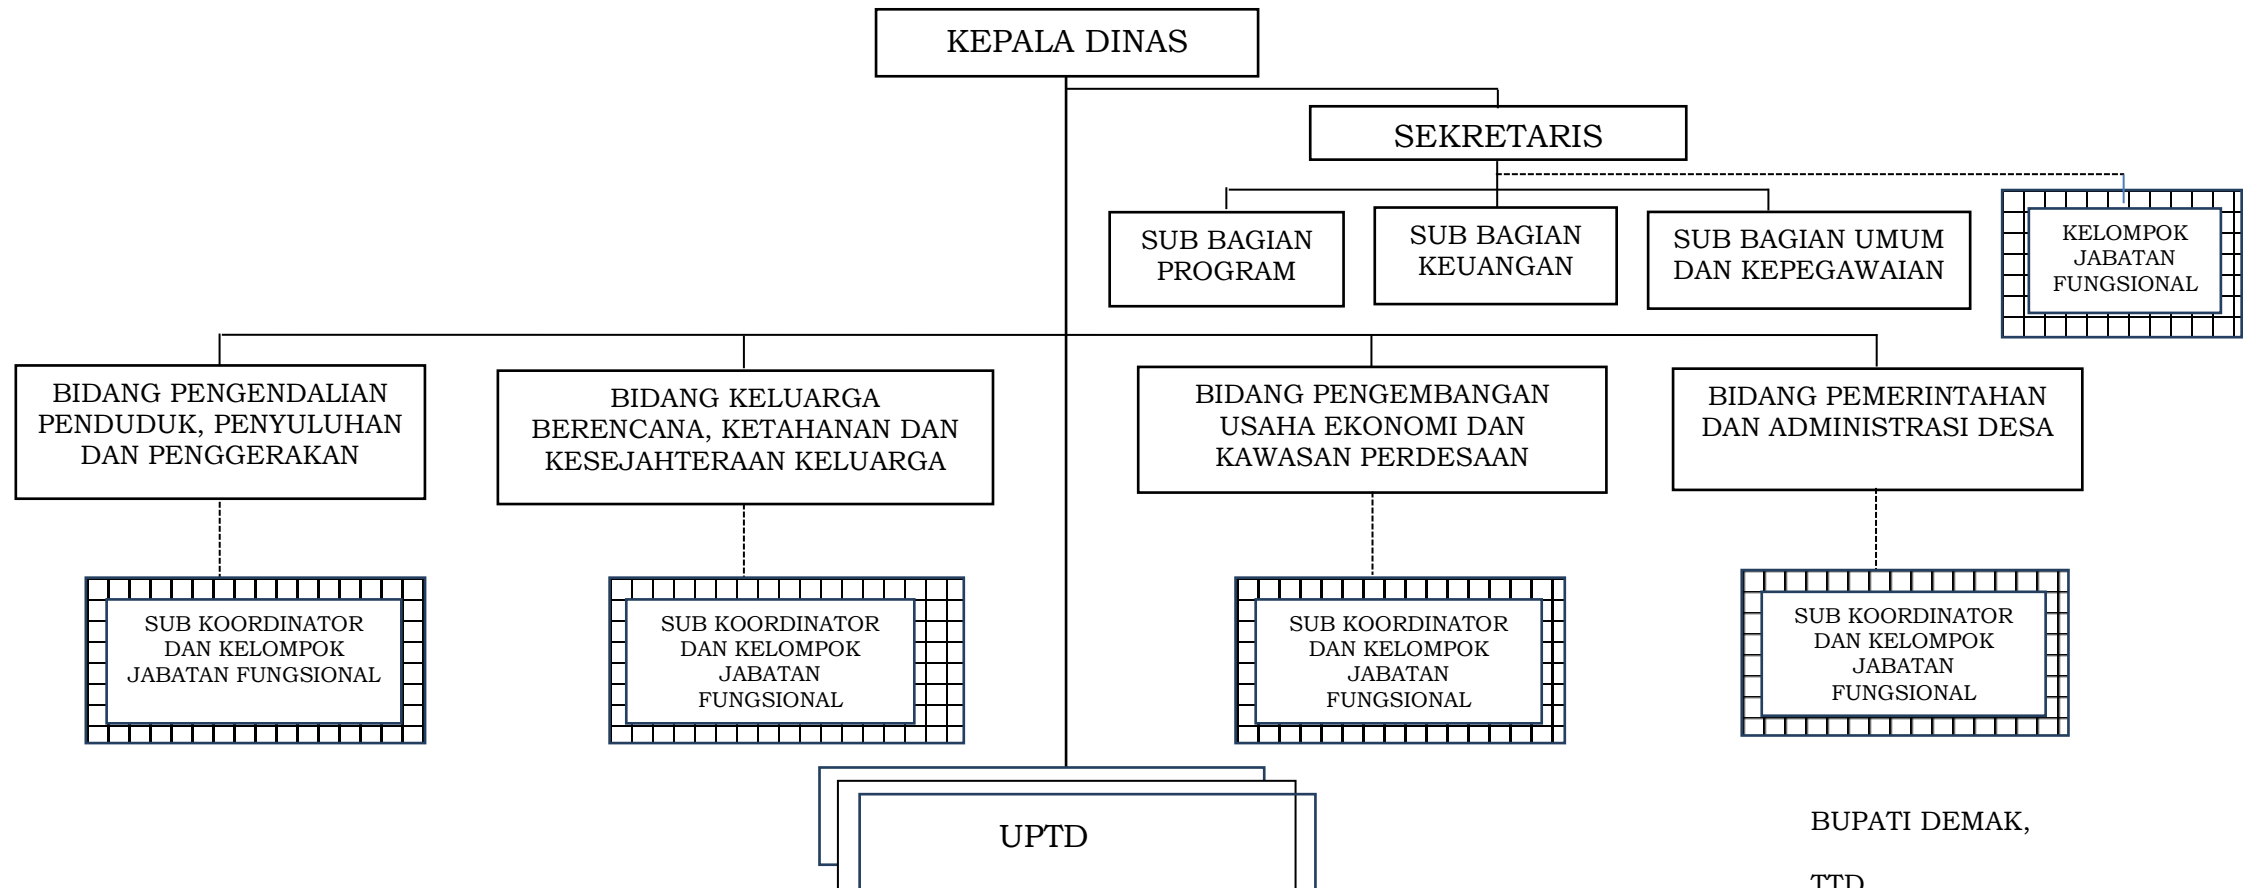 KEPALA DINAS
SEKRETARIS
SUB BAGIAN
PROGRAM
SUB BAGIAN
KEUANGAN
SUB BAGIAN UMUM
DAN KEPEGAWAIAN
KELOMPOK
JABATAN
FUNGSIONAL
BIDANG PENGENDALIAN
PENDUDUK, PENYULUHAN
DAN PENGGERAKAN
BIDANG KELUARGA
BERENCANA, KETAHANAN DAN
KESEJAHTERAAN KELUARGA
BIDANG PENGEMBANGAN
USAHA EKONOMI DAN
KAWASAN PERDESAAN
BIDANG PEMERINTAHAN
DAN ADMINISTRASI DESA
SUB KOORDINATOR
DAN KELOMPOK
JABATAN FUNGSIONAL
SUB KOORDINATOR
DAN KELOMPOK
JABATAN
FUNGSIONAL
SUB KOORDINATOR
DAN KELOMPOK
JABATAN
FUNGSIONAL
SUB KOORDINATOR
DAN KELOMPOK
JABATAN
FUNGSIONAL
UPTD
BUPATI DEMAK,
TTD